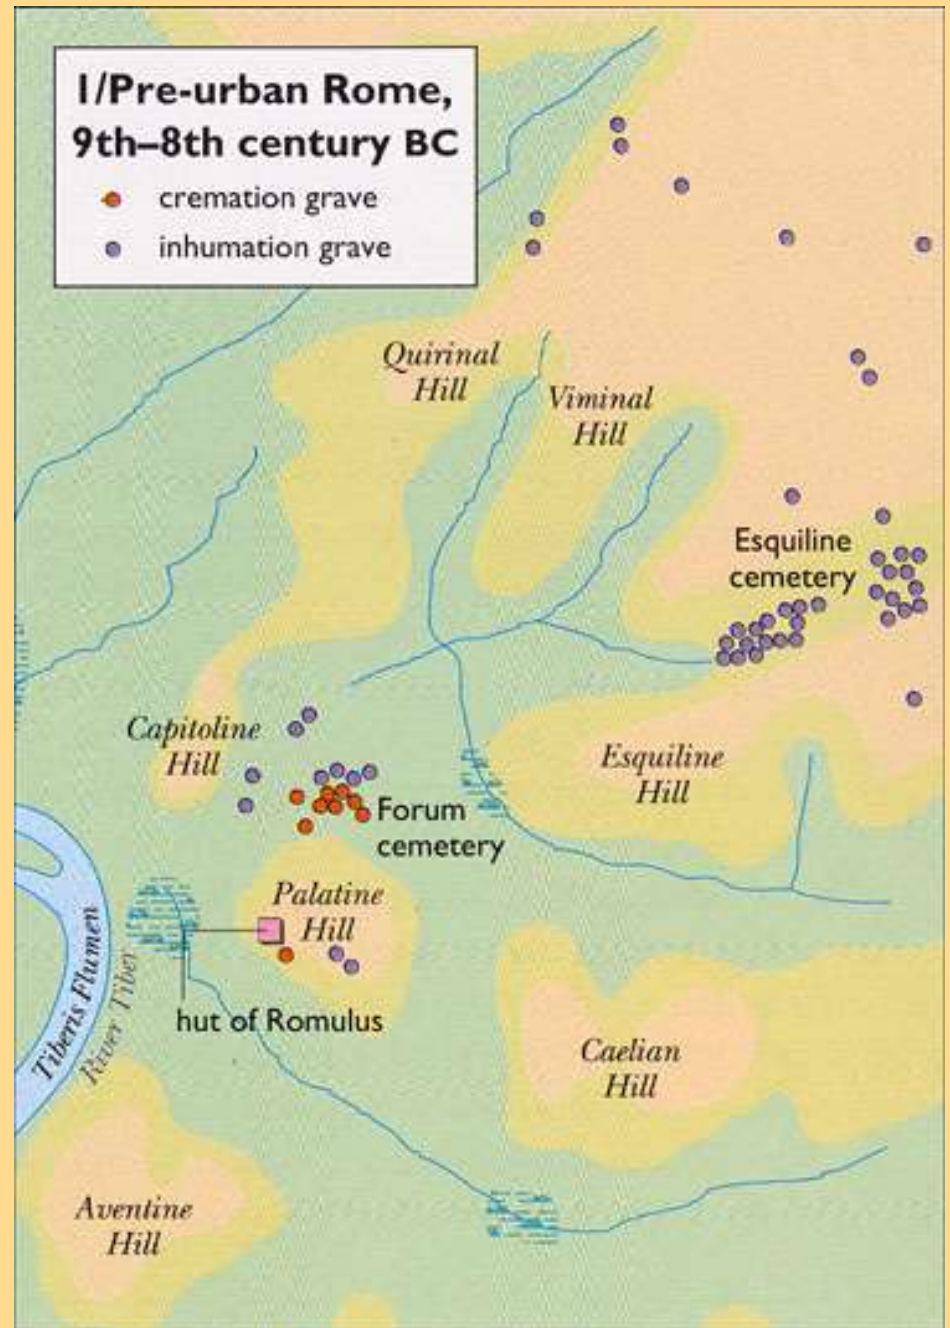 1/Pre-urban Rome,
9th–8th century BC
cremation grave
inhumation grave
Quirinal
Hill
Viminal
Hill
Esquiline
cemetery
Capitoline
Hill
Esquiline
Hill
Forum
cemetery
Palatine
Hill
Tiberis Flumen
River Tiber
hut of Romulus
Caelian
Hill
Aventine
Hill